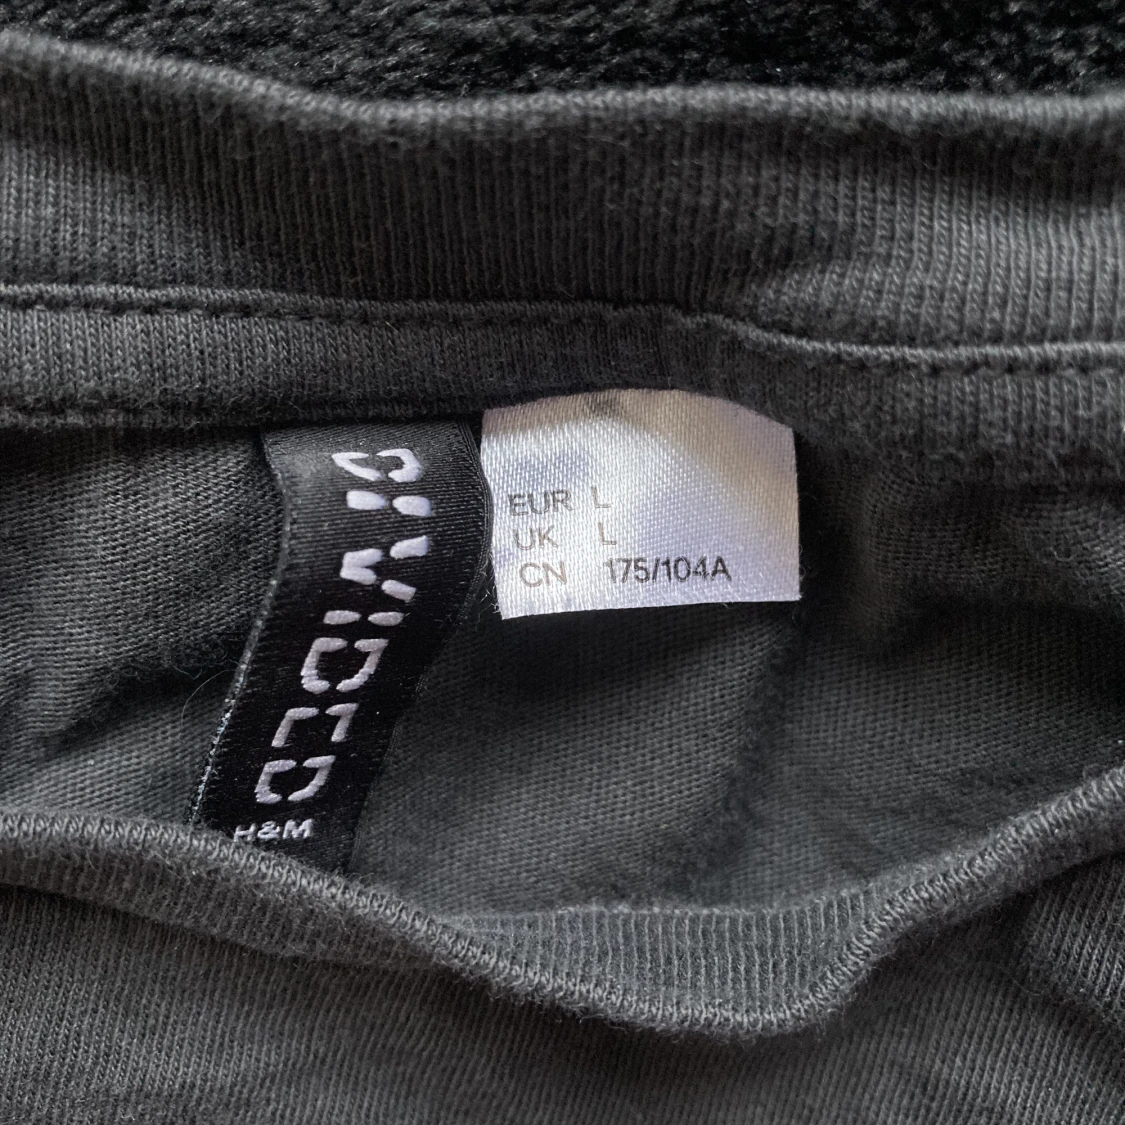 DIVIDED
H&M
EUR L
UK L
CN 175/104A